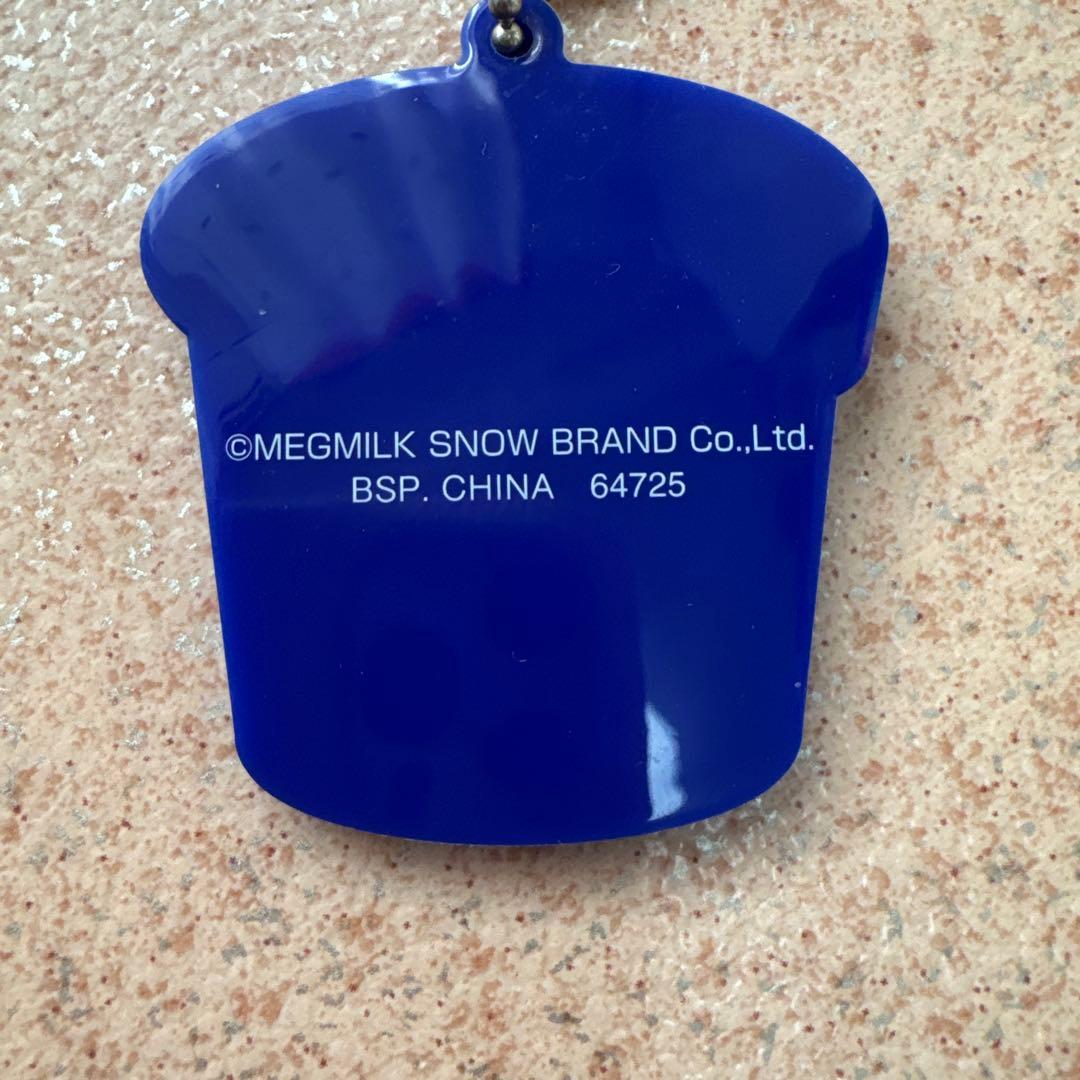 ©MEGMILK SNOW BRAND Co.,Ltd.
BSP. CHINA 64725